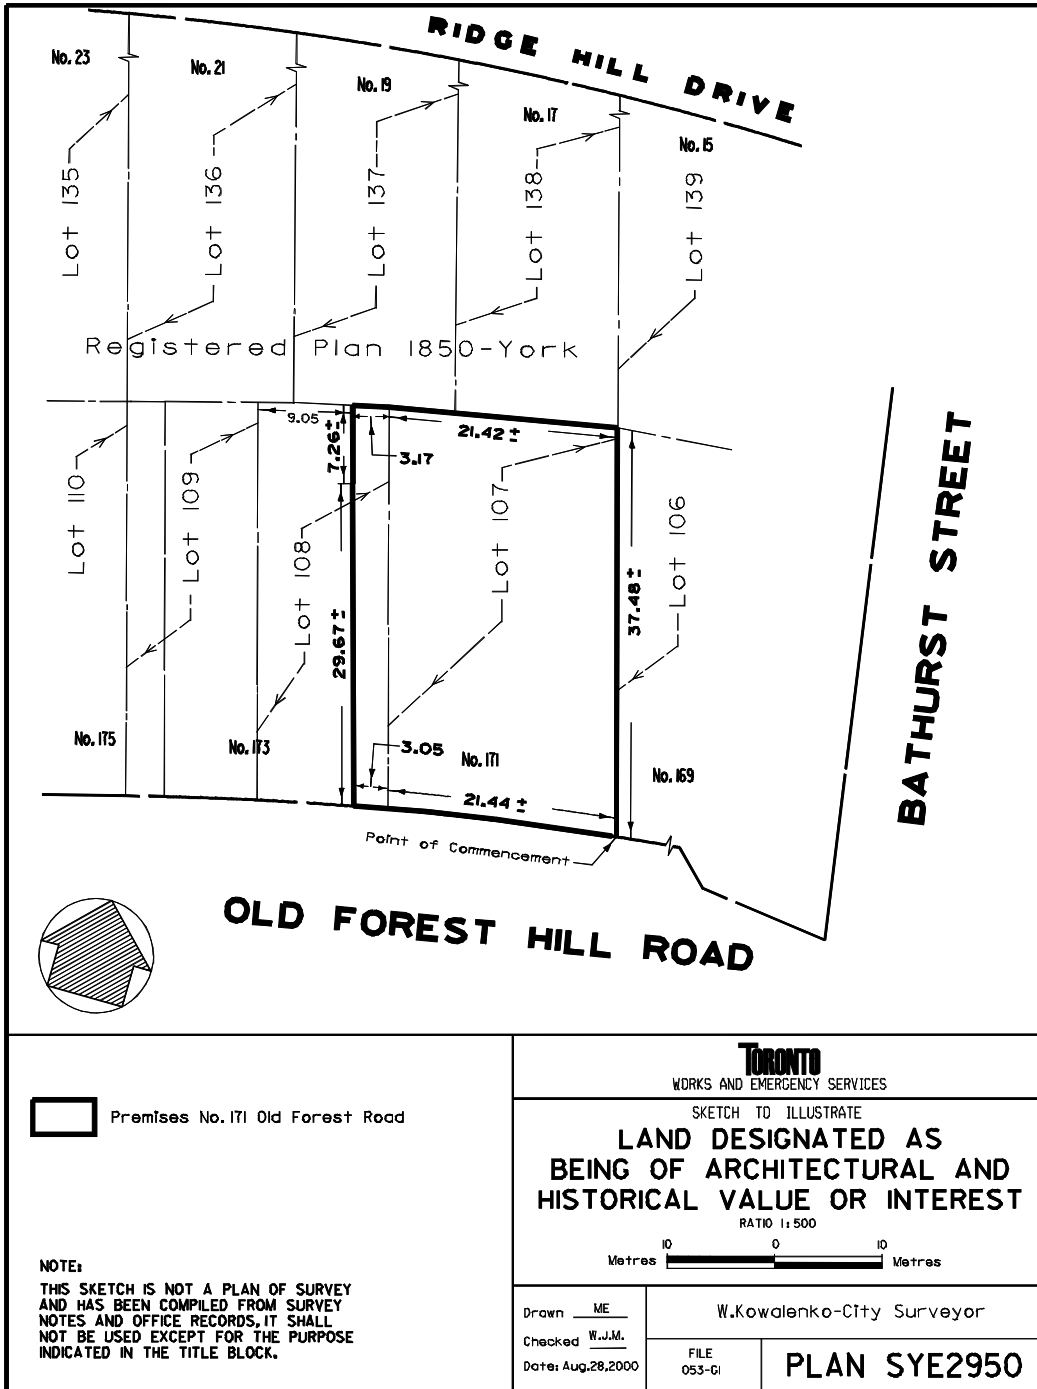 RIDGE HILL DRIVE
No. 23
No. 21
No. 19
No. 17
No. 15
Lot 135
Lot 136
Lot 137
Lot 138
Lot 139
Registered Plan 1850-York
9.05
7.26±
3.17
21.42±
Lot 110
Lot 109
Lot 108
Lot 107
Lot 106
29.67±
37.48±
BATHURST STREET
No. 175
No. 173
3.05
No. 171
No. 169
21.44±
Point of Commencement
OLD FOREST HILL ROAD
Premises No. 171 Old Forest Road
NOTE:
THIS SKETCH IS NOT A PLAN OF SURVEY
AND HAS BEEN COMPILED FROM SURVEY
NOTES AND OFFICE RECORDS, IT SHALL
NOT BE USED EXCEPT FOR THE PURPOSE
INDICATED IN THE TITLE BLOCK.
TORONTO
WORKS AND EMERGENCY SERVICES
SKETCH TO ILLUSTRATE
LAND DESIGNATED AS
BEING OF ARCHITECTURAL AND
HISTORICAL VALUE OR INTEREST
RATIO 1:500
10 0 10
Metres Metres
Drawn ME
Checked W.J.M.
Date: Aug.28,2000
W.Kowalenko-City Surveyor
FILE
053-G1
PLAN SYE2950